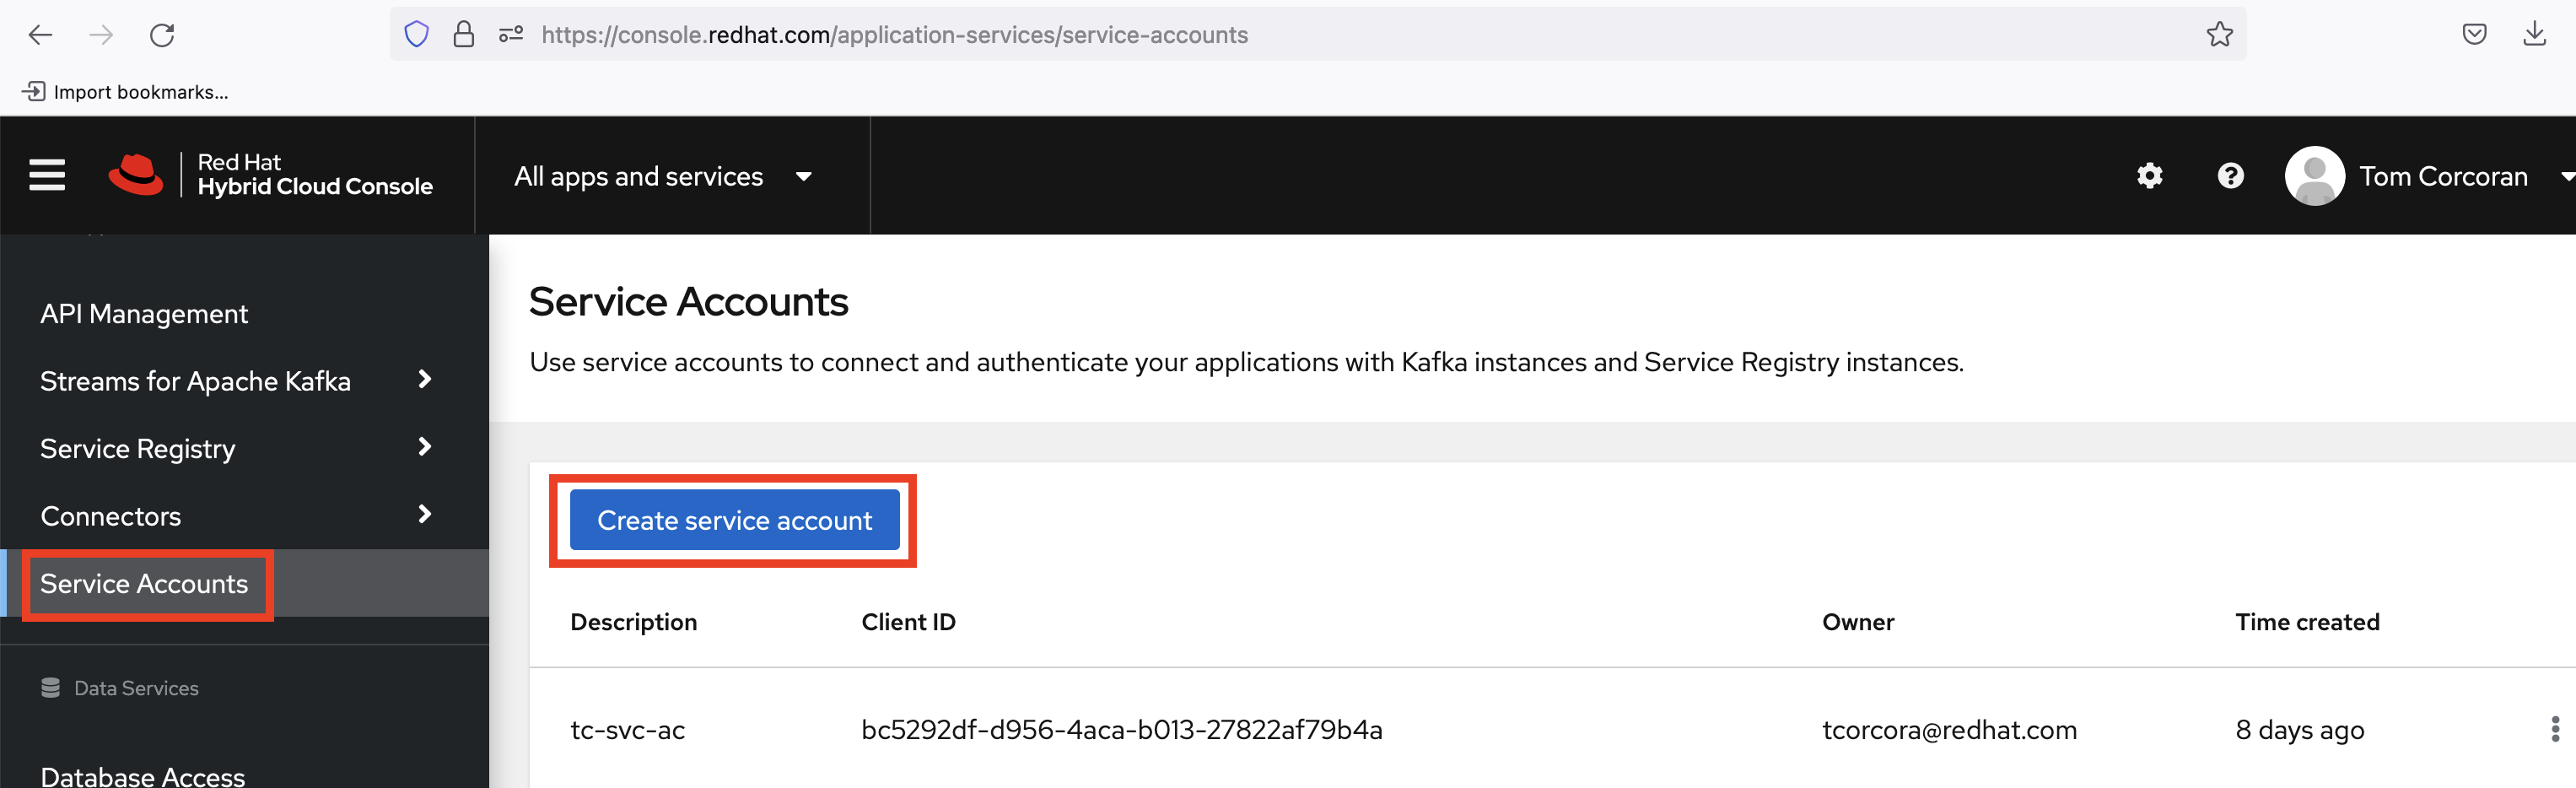 https://console.redhat.com/application-services/service-accounts
Import bookmarks...
Red Hat
Hybrid Cloud Console
All apps and services
Tom Corcoran
API Management
Streams for Apache Kafka
Service Registry
Connectors
Service Accounts
Data Services
Database Access
Service Accounts
Use service accounts to connect and authenticate your applications with Kafka instances and Service Registry instances.
Create service account
Description Client ID Owner Time created
tc-svc-ac bc5292df-d956-4aca-b013-27822af79b4a tcorcora@redhat.com 8 days ago